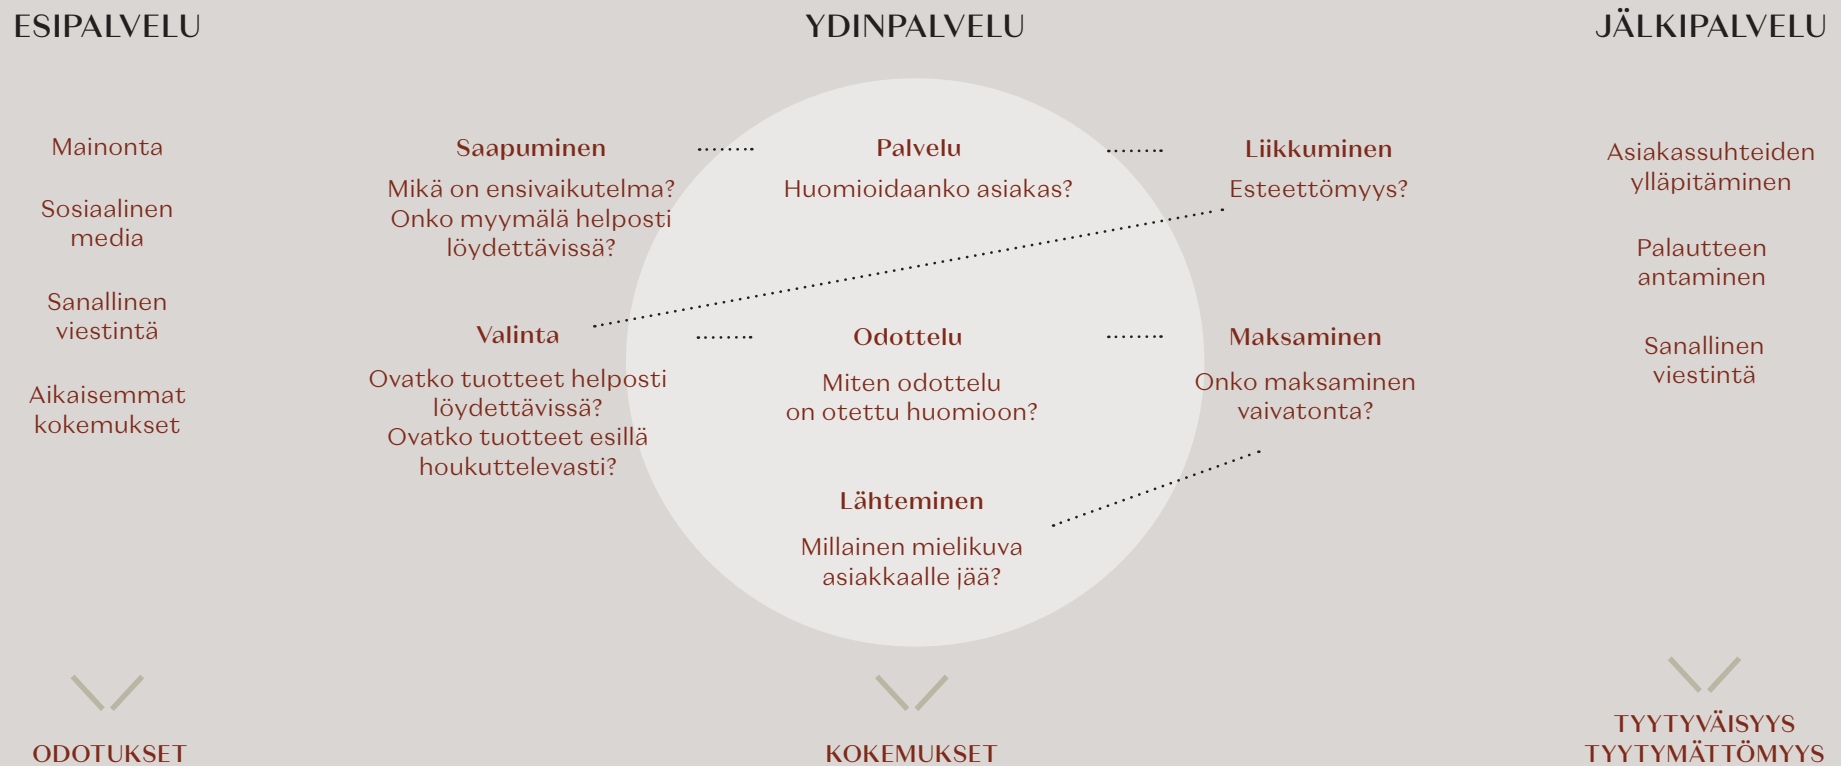 ESIPALVELU
Mainonta
Sosiaalinen
media
Sanallinen
viestintä
Aikaisemmat
kokemukset
ODOTUKSET
YDINPALVELU
Saapuminen
Mikä on ensivaikutelma?
Onko myymälä helposti
löydettävissä?
Palvelu
Huomioidaanko asiakas?
Liikkuminen
Esteettömyys?
Valinta
Ovatko tuotteet helposti
löydettävissä?
Ovatko tuotteet esillä
houkuttelevasti?
Odottelu
Miten odottelu
on otettu huomioon?
Maksaminen
Onko maksaminen
vaivatonta?
Lähteminen
Millainen mielikuva
asiakkaalle jää?
KOKEMUKSET
JÄLKIPALVELU
Asiakassuhteiden
ylläpitäminen
Palautteen
antaminen
Sanallinen
viestintä
TYYTYVÄISYYS
TYYTYMÄTTÖMYYS